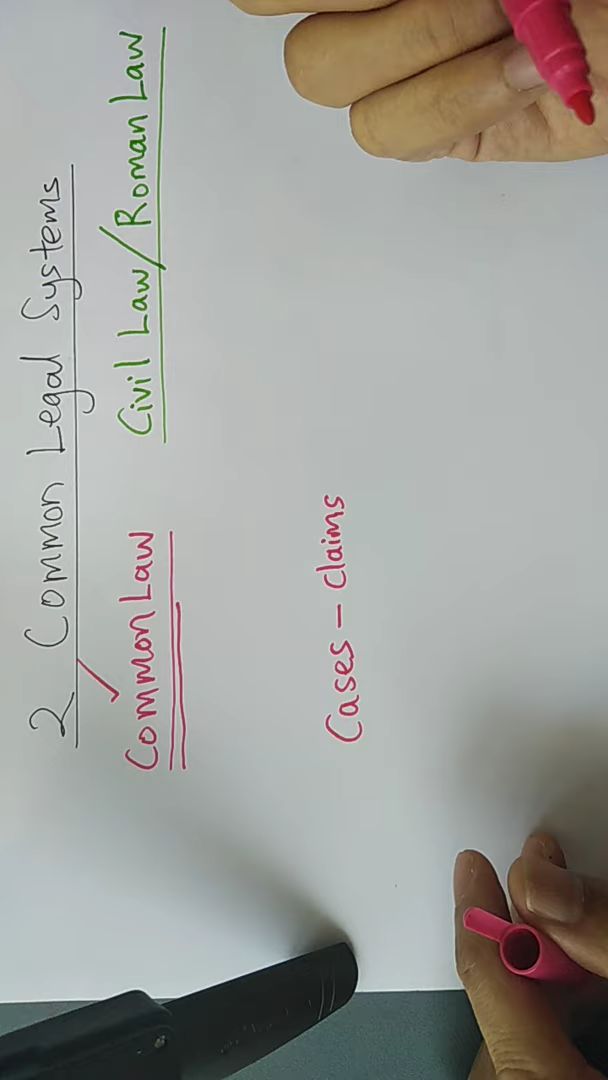 2 Common Legal Systems
Common Law
Civil Law/Roman Law
Cases - Claims